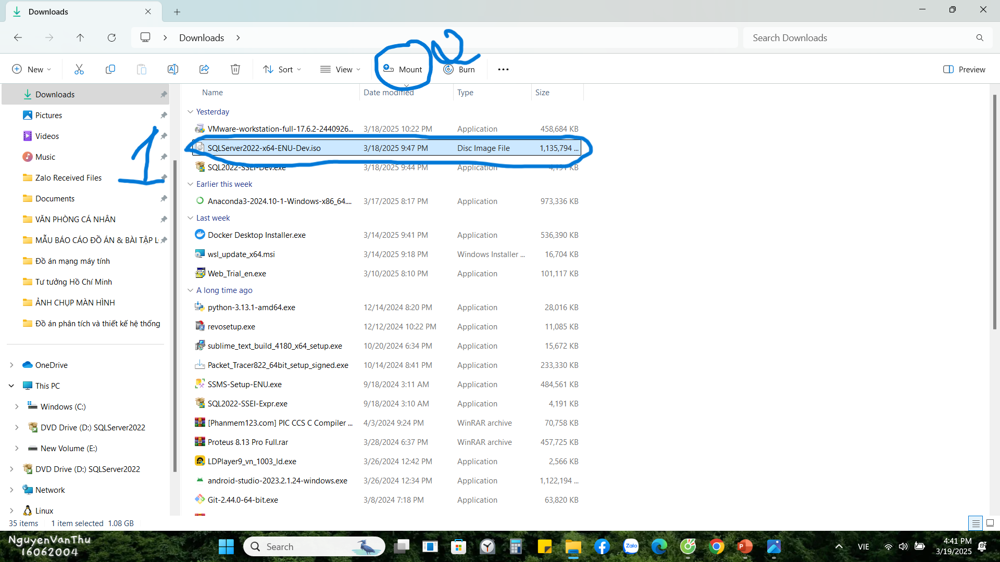 Downloads
Downloads
Search Downloads
New
Sort
View
Mount
2
Burn
Preview
Name
Date modified
Type
Size
Downloads
Pictures
Videos
Music
Zalo Received Files
Documents
VĂN PHÒNG CÁ NHÂN
MẪU BÁO CÁO ĐỒ ÁN & BÀI TẬP L
Đồ án mạng máy tính
Tư tưởng Hồ Chí Minh
ẢNH CHỤP MÀN HÌNH
Đồ án phân tích và thiết kế hệ thống
1
OneDrive
This PC
Windows (C:)
DVD Drive (D:) SQLServer2022
New Volume (E:)
DVD Drive (D:) SQLServer2022
Network
Linux
Yesterday
VMware-workstation-full-17.6.2-2440926... 3/18/2025 10:22 PM Application 458,684 KB
SQLServer2022-x64-ENU-Dev.iso 3/18/2025 9:47 PM Disc Image File 1,135,794 ...
SQL2022-SSEI-Dev.exe 3/18/2025 9:44 PM Application 4,191 KB
Earlier this week
Anaconda3-2024.10-1-Windows-x86_64.... 3/17/2025 8:17 PM Application 973,336 KB
Last week
Docker Desktop Installer.exe 3/14/2025 9:41 PM Application 536,390 KB
wsl_update_x64.msi 3/14/2025 9:18 PM Windows Installer ... 16,704 KB
Web_Trial_en.exe 3/10/2025 8:10 PM Application 101,117 KB
A long time ago
python-3.13.1-amd64.exe 12/14/2024 8:20 PM Application 28,016 KB
revosetup.exe 12/12/2024 10:22 PM Application 11,085 KB
sublime_text_build_4180_x64_setup.exe 10/20/2024 6:34 PM Application 15,672 KB
Packet_Tracer822_64bit_setup_signed.exe 10/14/2024 8:41 PM Application 233,330 KB
SSMS-Setup-ENU.exe 9/18/2024 3:11 AM Application 484,561 KB
SQL2022-SSEI-Expr.exe 9/18/2024 3:10 AM Application 4,191 KB
[Phanmem123.com] PIC CCS C Compiler ... 4/3/2024 9:24 PM WinRAR archive 70,758 KB
Proteus 8.13 Pro Full.rar 3/28/2024 6:37 PM WinRAR archive 457,725 KB
LDPlayer9_vn_1003_ld.exe 3/26/2024 12:42 PM Application 2,566 KB
android-studio-2023.2.1.24-windows.exe 3/26/2024 12:34 PM Application 1,122,194 ...
Git-2.44.0-64-bit.exe 3/8/2024 7:18 PM Application 63,820 KB
35 items 1 item selected 1.08 GB
NguyenVanThu
16062004
Search
Zalo
VIE
4:41 PM
3/19/2025